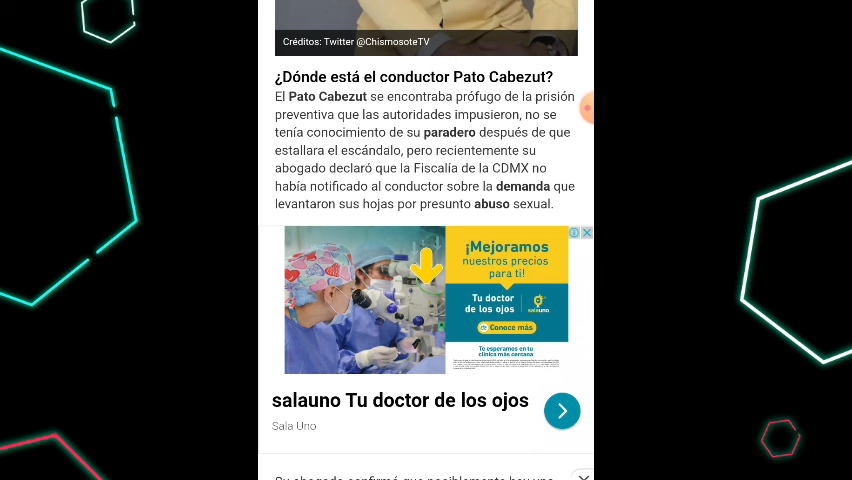 Créditos: Twitter @ChismosoteTV
¿Dónde está el conductor Pato Cabezut?
El Pato Cabezut se encontraba prófugo de la prisión
preventiva que las autoridades impusieron, no se
tenía conocimiento de su paradero después de que
estallara el escándalo, pero recientemente su
abogado declaró que la Fiscalía de la CDMX no
había notificado al conductor sobre la demanda que
levantaron sus hojas por presunto abuso sexual.
¡Mejoramos
nuestros precios
para ti!
Tu doctor
de los ojos
salauno
Conoce más
Te esperamos en tu
clínica más cercana
salauno Tu doctor de los ojos
Sala Uno